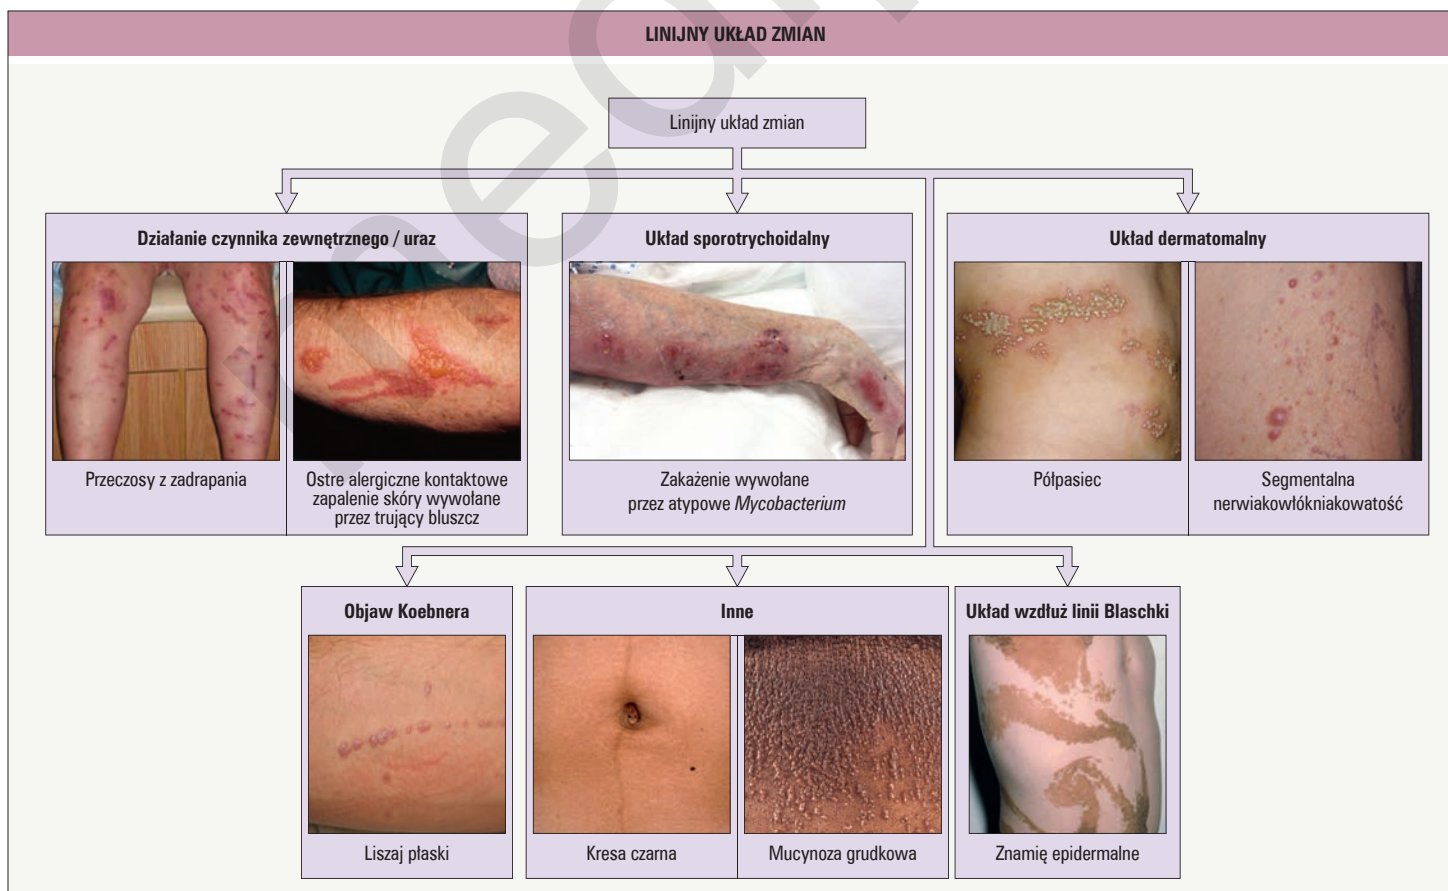 LINIJNY UKŁAD ZMIAN
Linijny układ zmian
Działanie czynnika zewnętrznego / uraz
Przeczosy z zadrapania
Ostre alergiczne kontaktowe
zapalenie skóry wywołane
przez trujący bluszcz
Układ sporotrychoidalny
Zakażenie wywołane
przez atypowe Mycobacterium
Układ dermatomalny
Półpasiec
Segmentalna
nerwiakowłókniakowatość
Objaw Koebnera
Liszaj płaski
Inne
Kresa czarna
Mucynoza grudkowa
Układ wzdłuż linii Blaschki
Znamię epidermalne